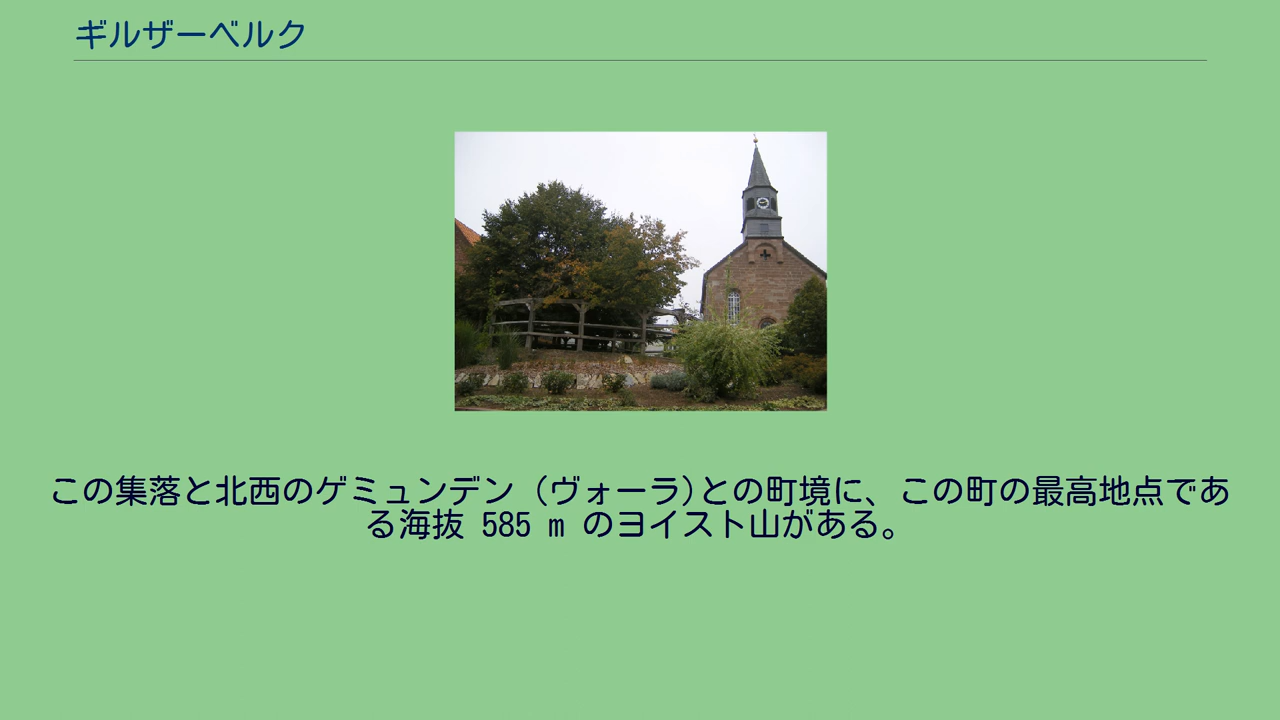 ギルザーベルク
この集落と北西のゲミュンデン (ヴォーラ)との町境に、この町の最高地点であ
る海抜 585 m のヨイスト山がある。